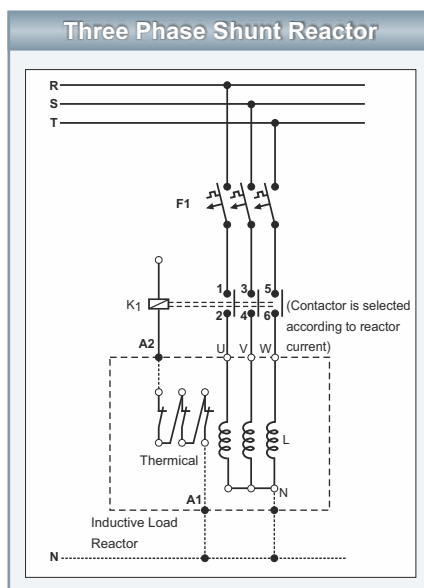 Three Phase Shunt Reactor
R
S
T
F1
1 3 5
K1
2 4 6
(Contactor is selected
according to reactor
current)
A2
U V W
L
Thermical
N
A1
Inductive Load
Reactor
N